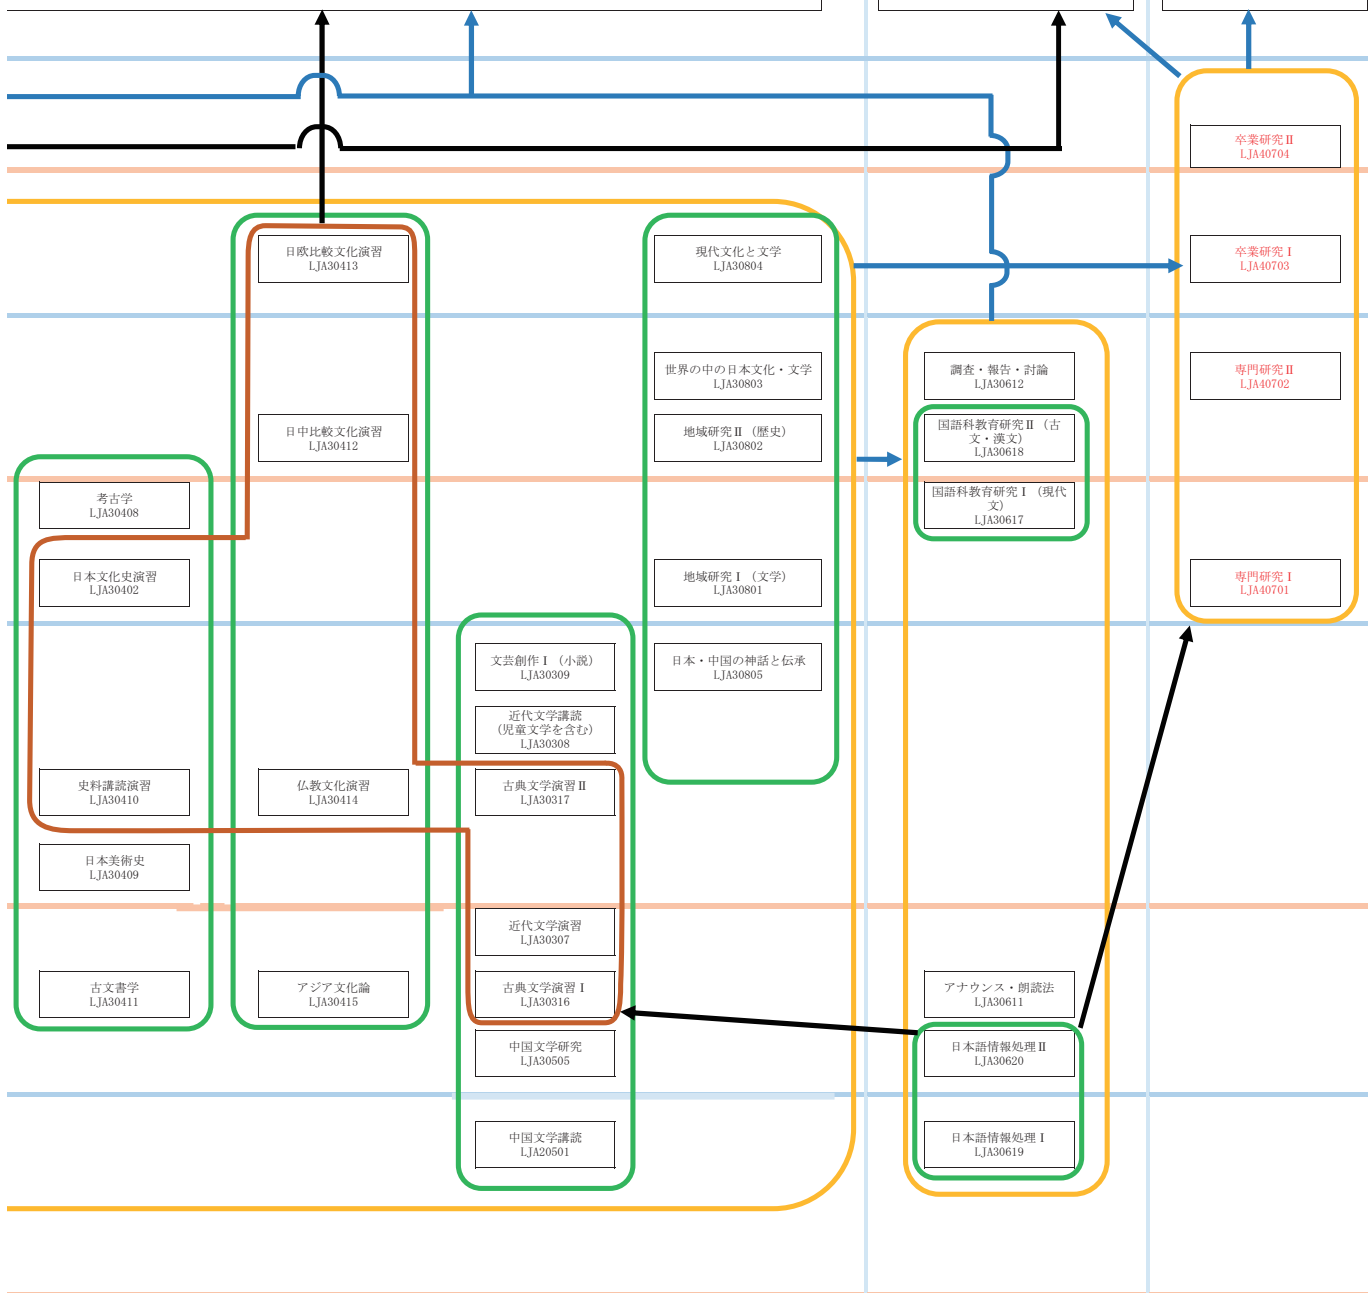 卒業研究Ⅱ
LJA40704
日欧比較文化演習
LJA30413
現代文化と文学
LJA30804
卒業研究Ⅰ
LJA40703
世界の中の日本文化・文学
LJA30803
調査・報告・討論
LJA30612
専門研究Ⅱ
LJA40702
日中比較文化演習
LJA30412
地域研究Ⅱ（歴史）
LJA30802
国語科教育研究Ⅱ（古
文・漢文）
LJA30618
考古学
LJA30408
国語科教育研究Ⅰ（現代
文）
LJA30617
日本文化史演習
LJA30402
地域研究Ⅰ（文学）
LJA30801
専門研究Ⅰ
LJA40701
文芸創作Ⅰ（小説）
LJA30309
日本・中国の神話と伝承
LJA30805
近代文学講読
（児童文学を含む）
LJA30308
史料講読演習
LJA30410
仏教文化演習
LJA30414
古典文学演習Ⅱ
LJA30317
日本美術史
LJA30409
近代文学演習
LJA30307
古文書学
LJA30411
アジア文化論
LJA30415
古典文学演習Ⅰ
LJA30316
アナウンス・朗読法
LJA30611
中国文学研究
LJA30505
日本語情報処理Ⅱ
LJA30620
中国文学講読
LJA20501
日本語情報処理Ⅰ
LJA30619